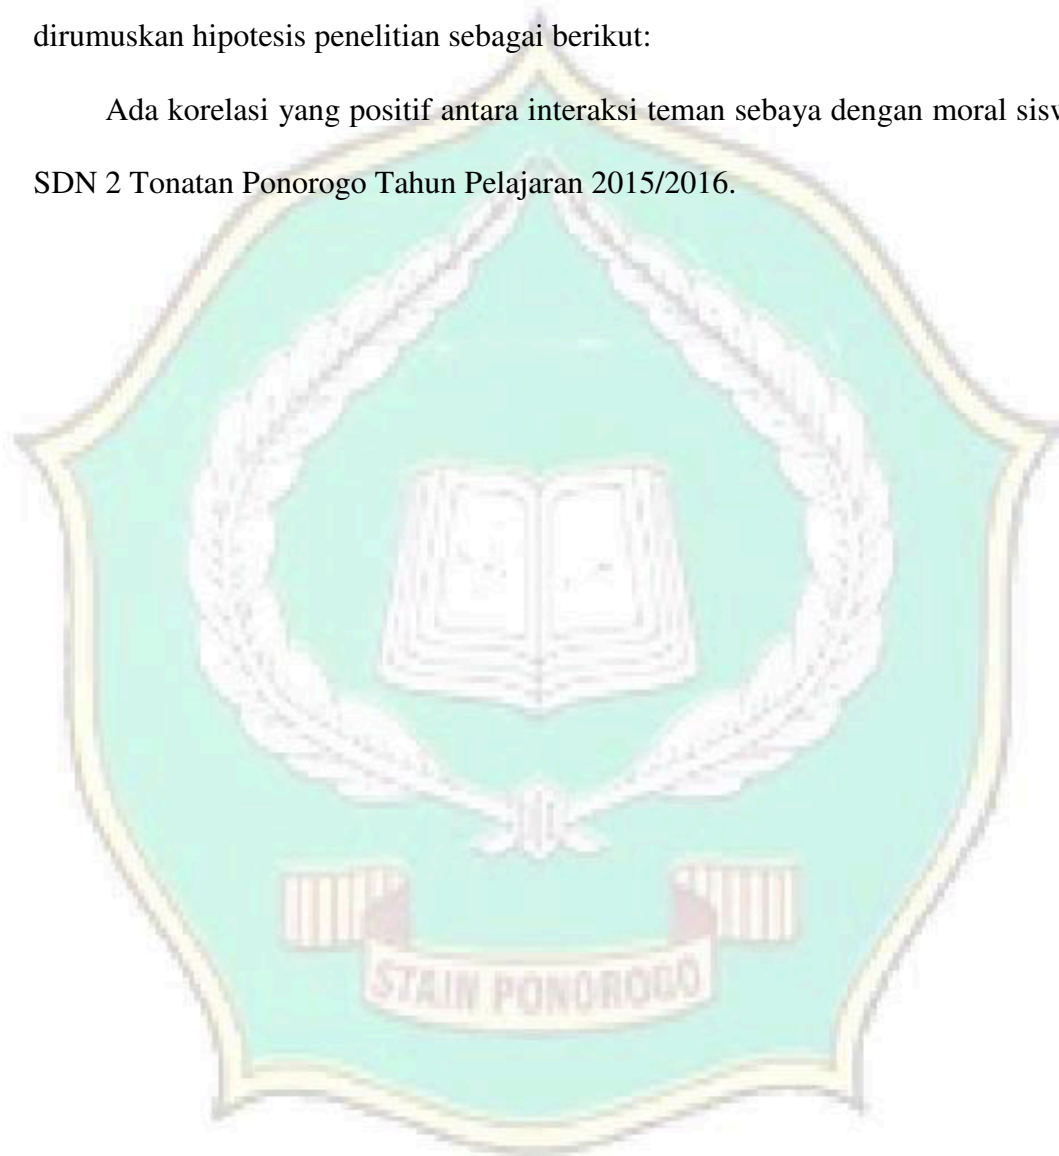 dirumuskan hipotesis penelitian sebagai berikut:
Ada korelasi yang positif antara interaksi teman sebaya dengan moral
SDN 2 Tonatan Ponorogo Tahun Pelajaran 2015/2016.
STAIN PONOROGO